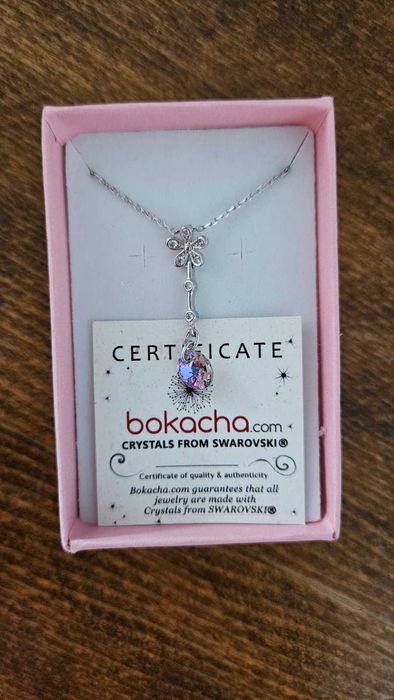 CERTIFICATE
bokacha.com
CRYSTALS FROM SWAROVSKI®
Certificate of quality & authenticity
Bokacha.com guarantees that all
jewelry are made with
Crystals from SWAROVSKI®